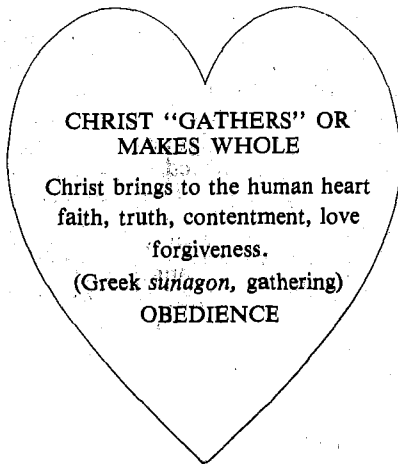 CHRIST "GATHERS" OR
MAKES WHOLE
Christ brings to the human heart
faith, truth, contentment, love
forgiveness.
(Greek sunagon, gathering)
OBEDIENCE